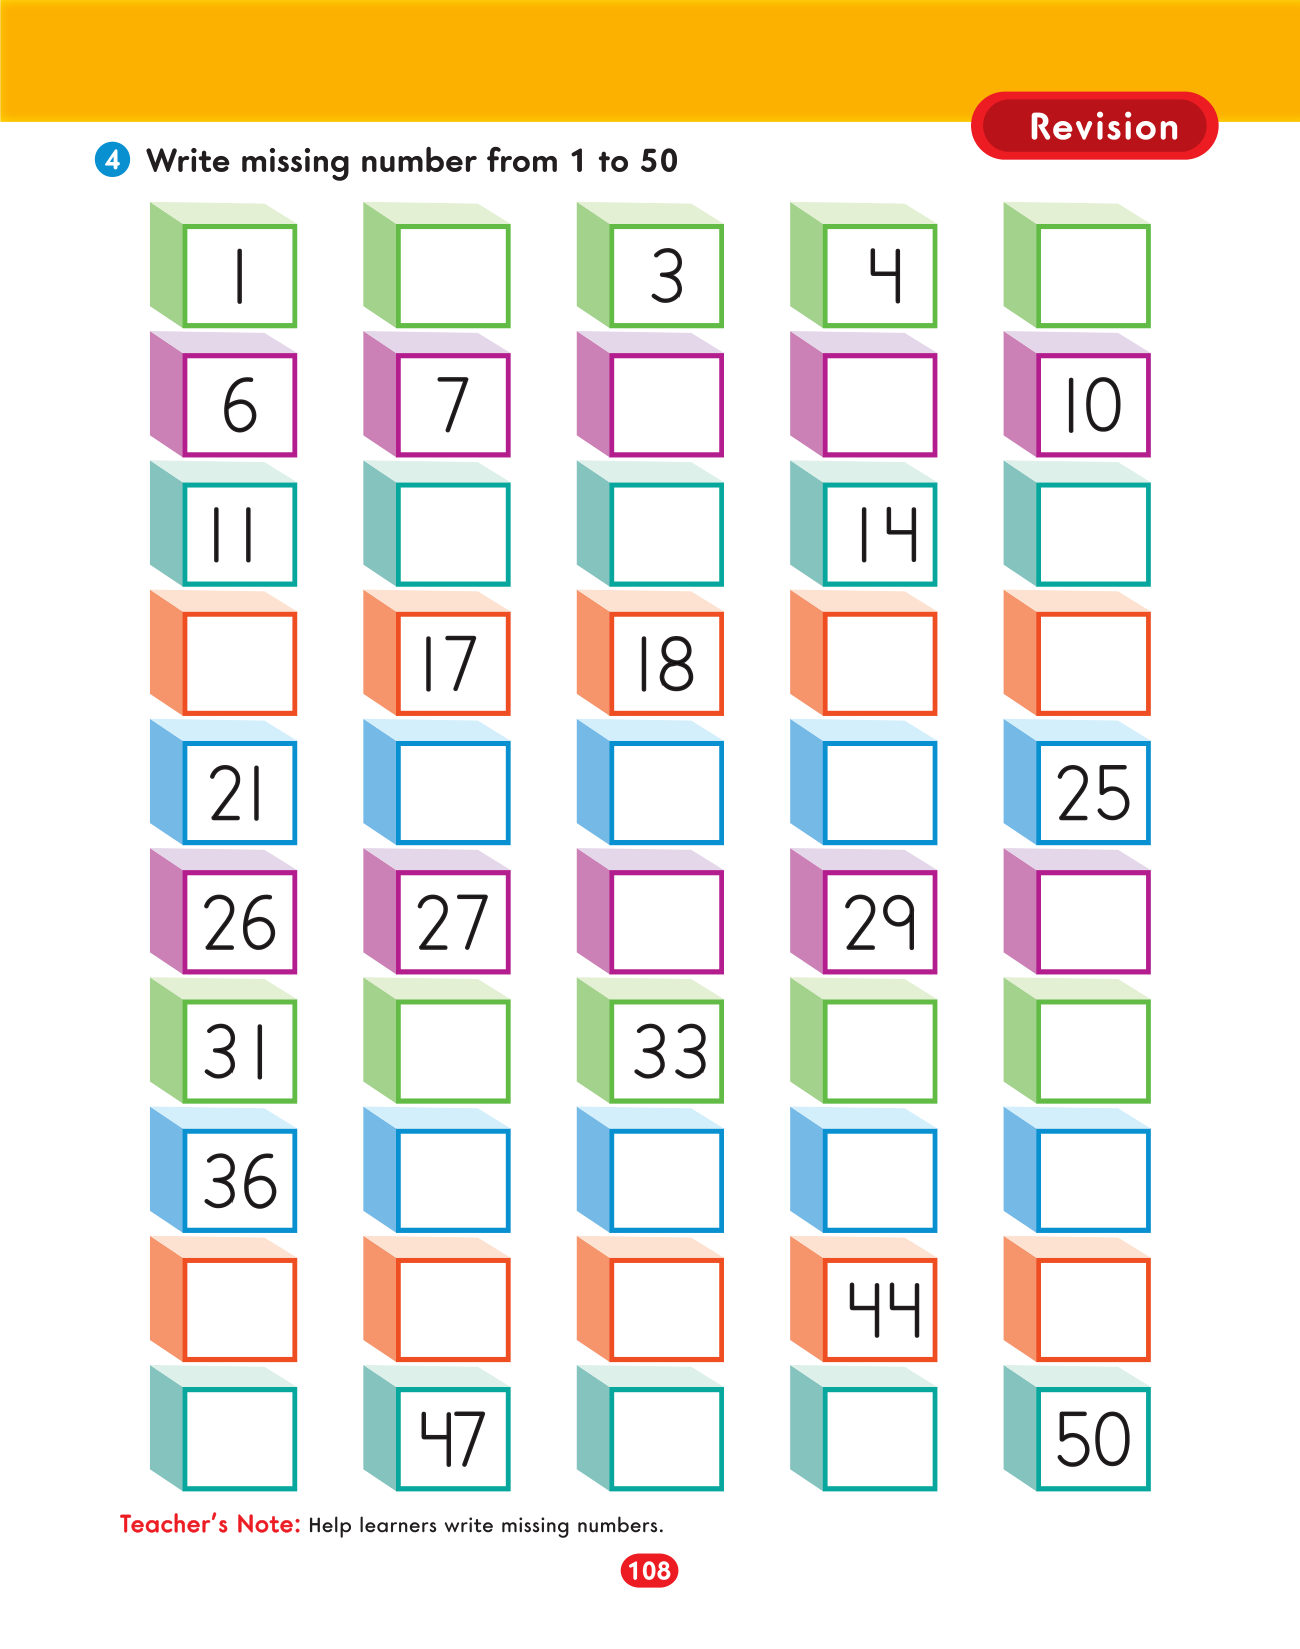 Revision
4 Write missing number from 1 to 50
1 3 4
6 7 10
11 14
17 18
21 25
26 27 29
31 33
36
44
47 50
Teacher's Note: Help learners write missing numbers.
108